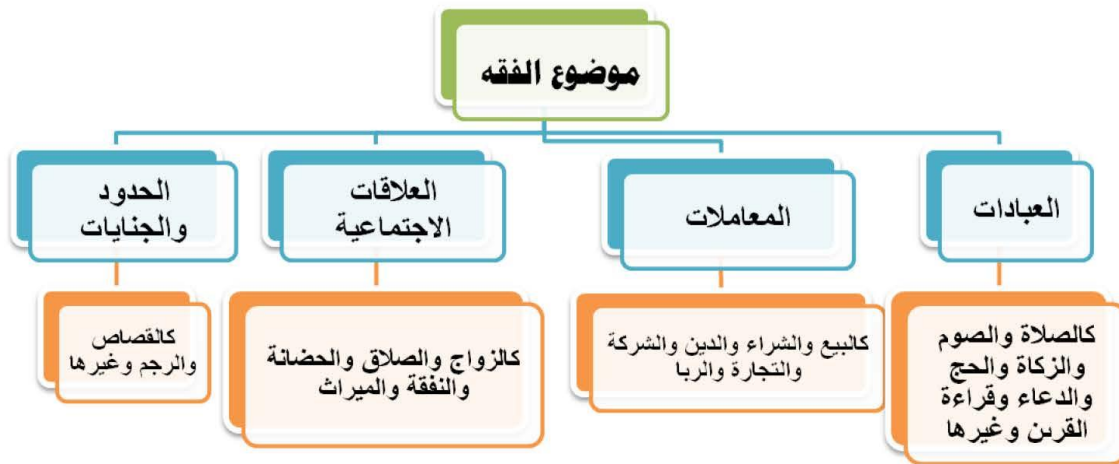 موضوع الفقه
العبادات
المعاملات
العلاقات
الاجتماعية
الحدود
والجنايات
كالصلاة والصوم
والزكاة والحج
والدعاء وقراءة
القرىن وغيرها
كالبيع والشراء والدين والشركة
والتجارة والربا
كالزواج والصلاق والحضانة
والنفقة والميراث
كالقصاص
والرجم وغيرها